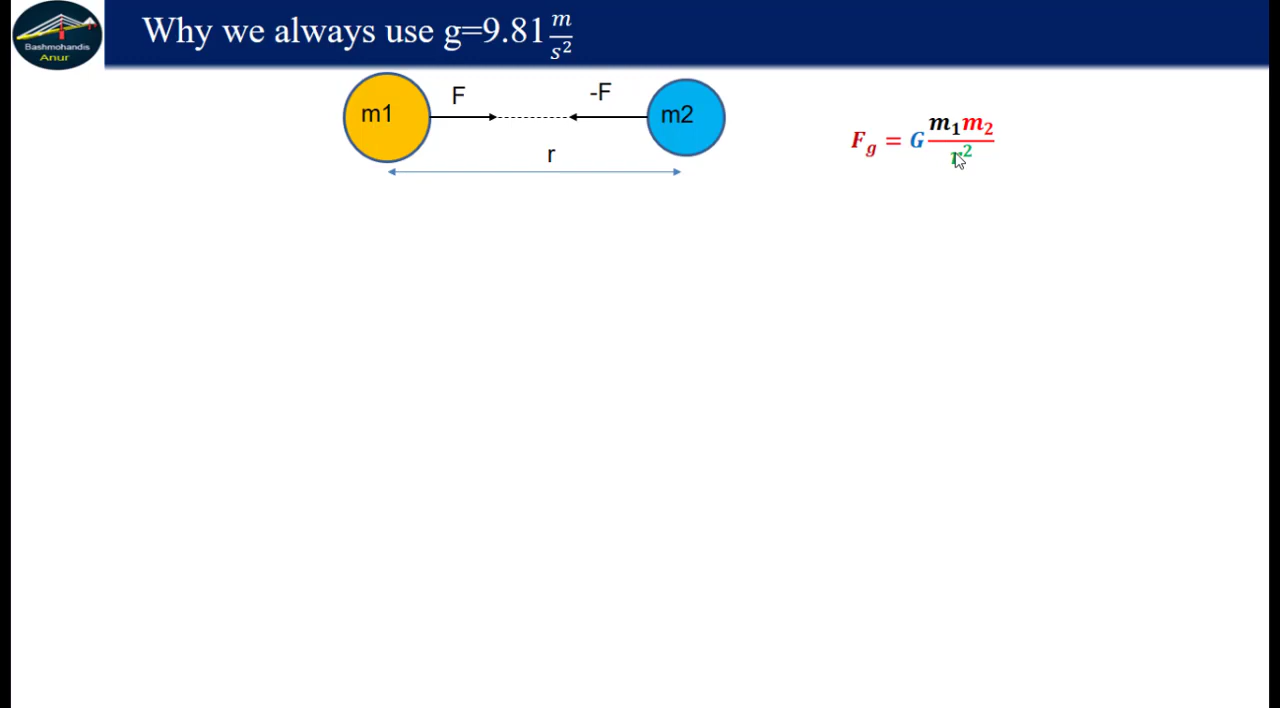 Why we always use g=9.81 m/s²
Bashmohandis
Anur
m1 F -F m2
r
F_g = G m₁m₂/r²